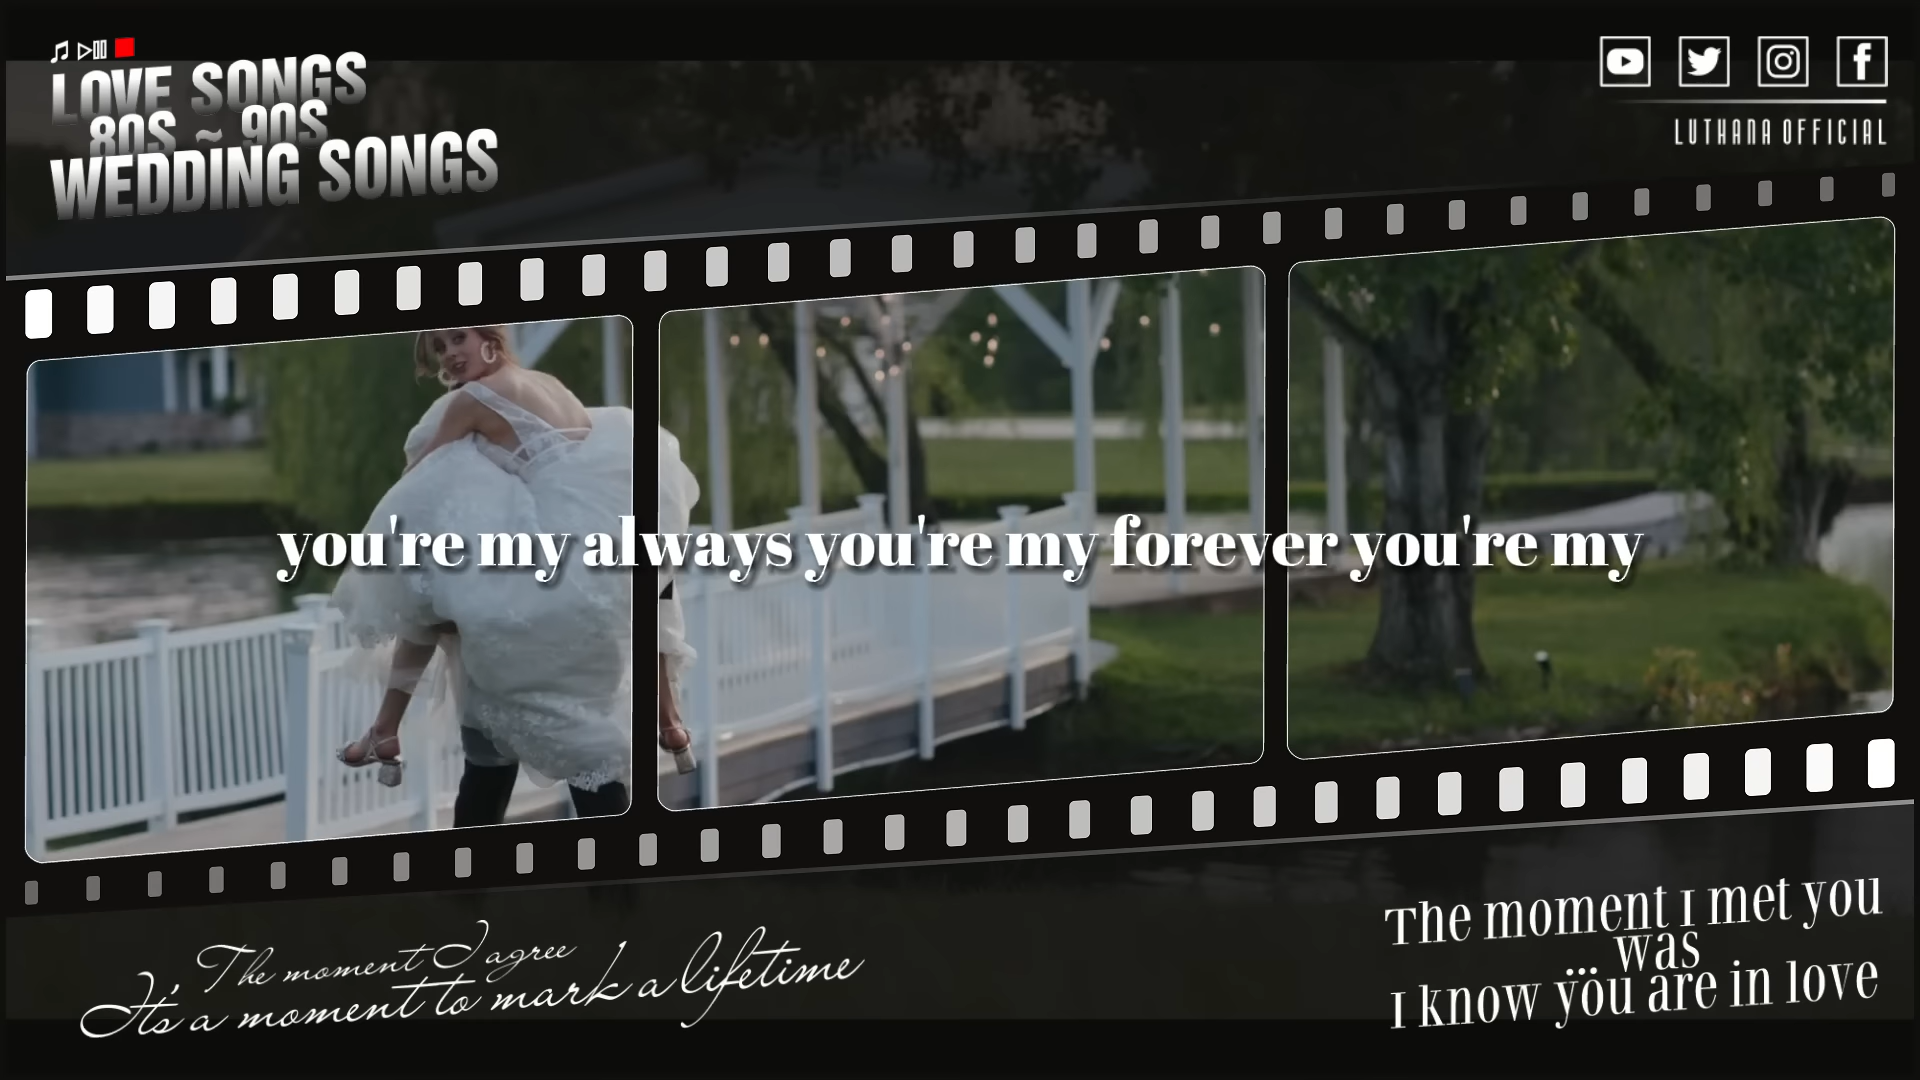 LOVE SONGS
80S ~ 90S
WEDDING SONGS
LUTHANA OFFICIAL
you're my always you're my forever you're my
The moment I agree
It's a moment to mark a lifetime
The moment I met you
was
I know yöu are in love